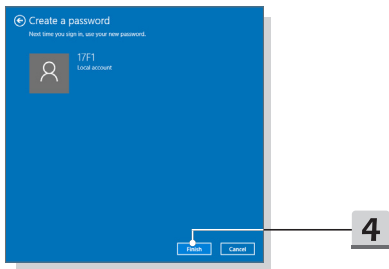 Create a password
Next time you sign in, use your new password.
17F1
Local account
Finish Cancel
4